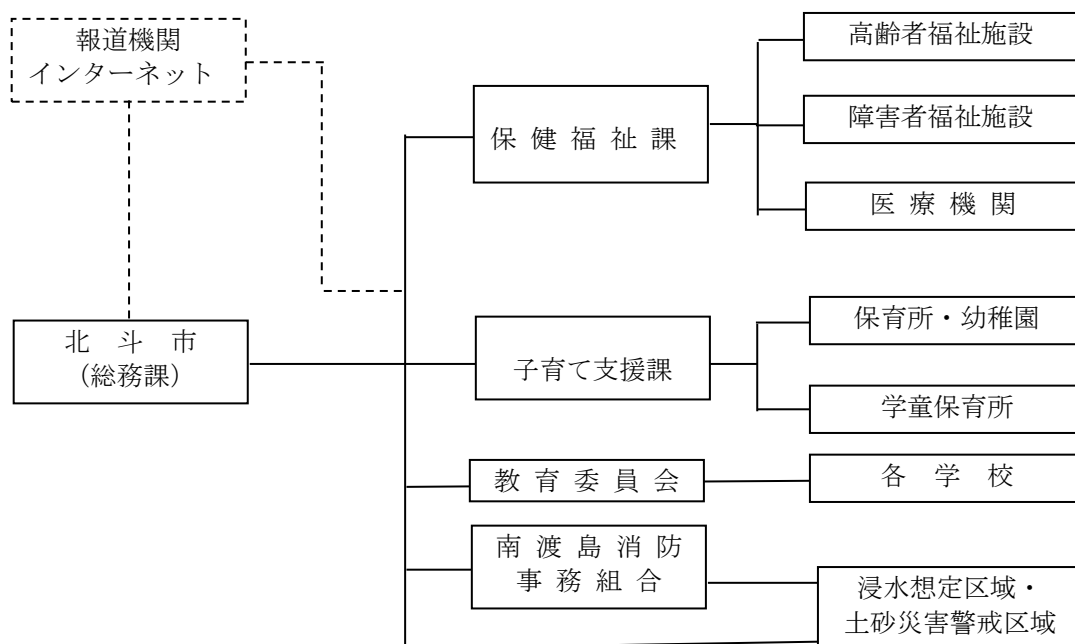 報道機関
インターネット
高齢者福祉施設
保健福祉課
障害者福祉施設
医療機関
北斗市
(総務課)
保育所・幼稚園
子育て支援課
学童保育所
教育委員会
各学校
南渡島消防
事務組合
浸水想定区域・
土砂災害警戒区域